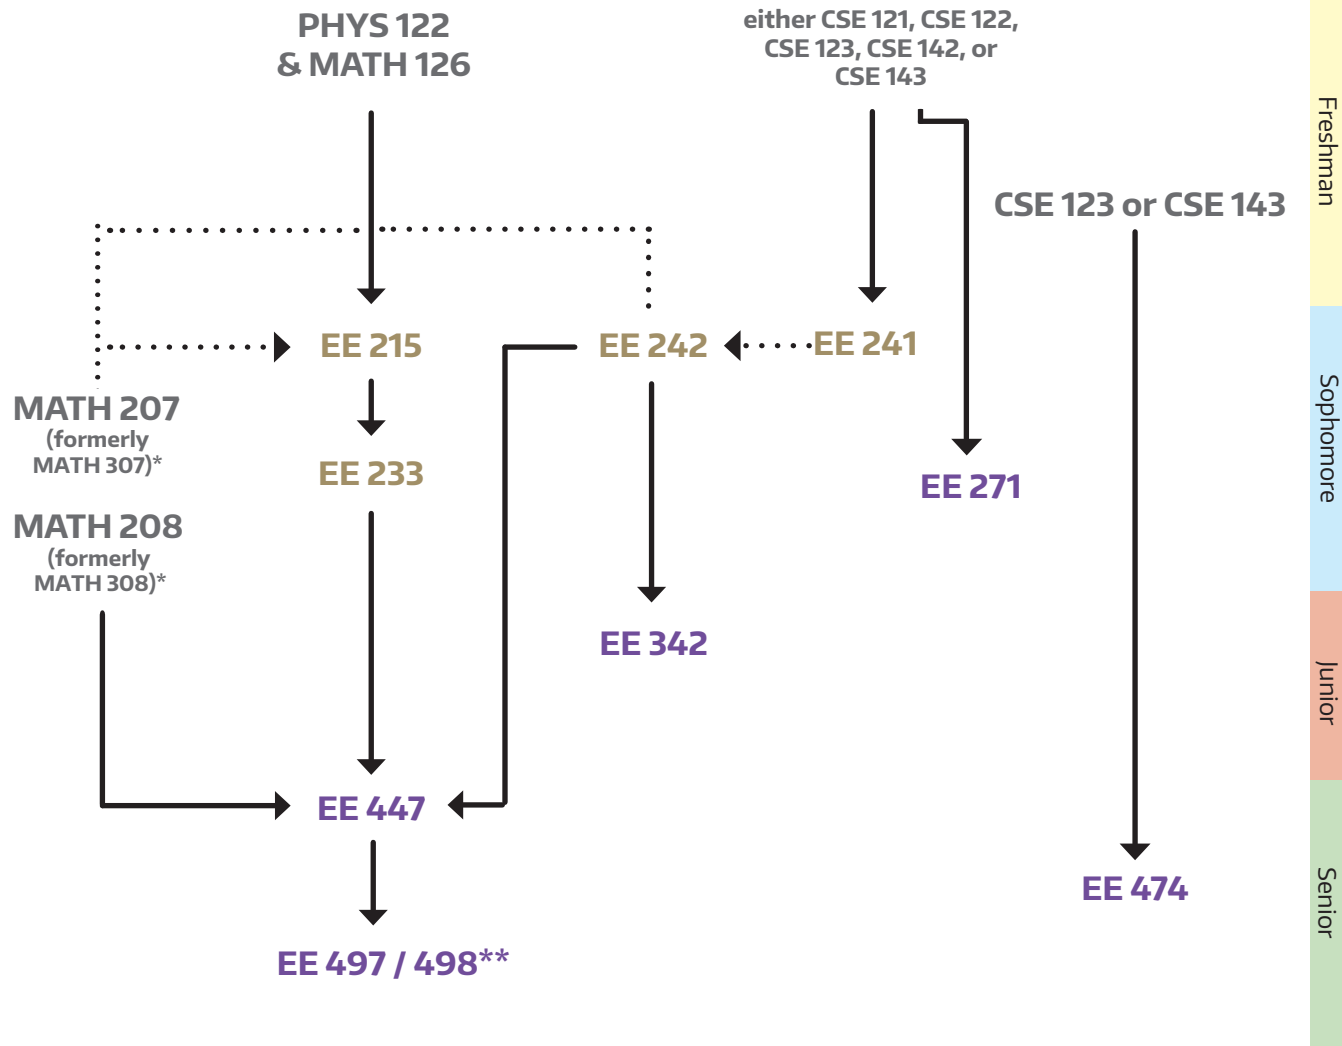 PHYS 122
& MATH 126
either CSE 121, CSE 122,
CSE 123, CSE 142, or
CSE 143
CSE 123 or CSE 143
EE 215
EE 242
EE 241
MATH 207
(formerly
MATH 307)*
EE 233
EE 271
MATH 208
(formerly
MATH 308)*
EE 342
EE 447
EE 474
EE 497 / 498**
Freshman
Sophomore
Junior
Senior